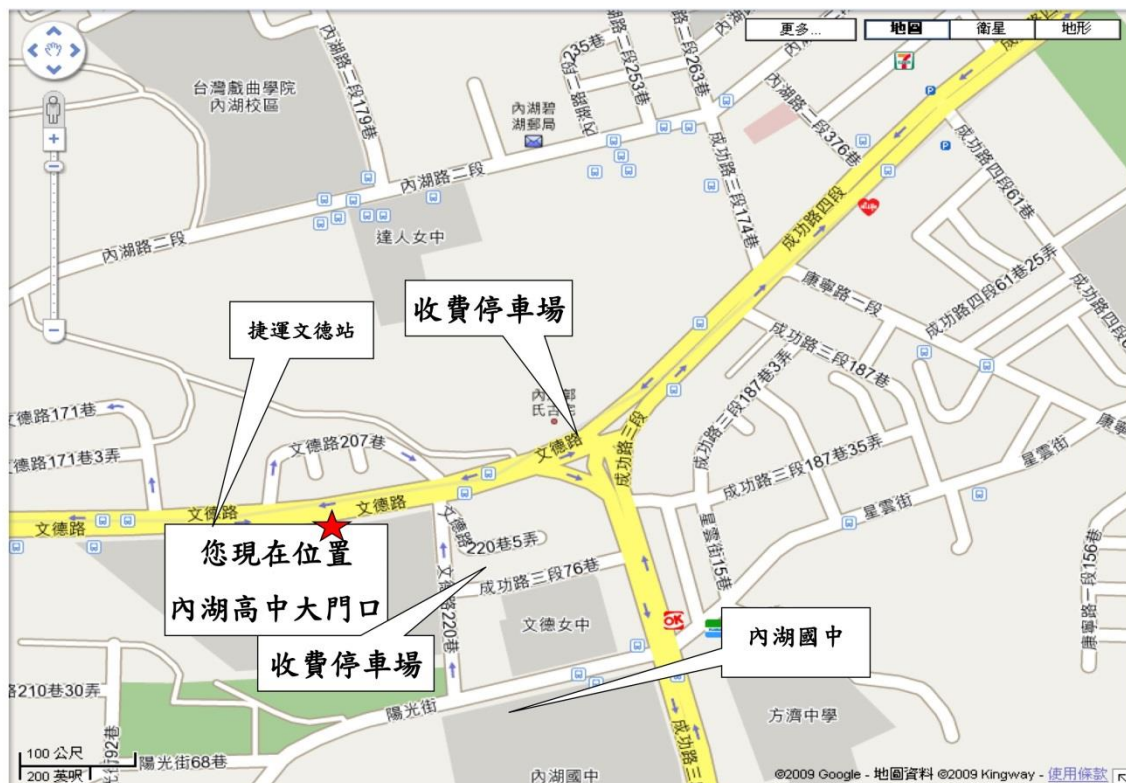 更多...
地圖
衛星
地形
台灣戲曲學院
內湖校區
內湖路二段179巷
235巷
內湖路二段253巷
內湖路二段263巷
內湖碧
湖郵局
內湖路二段
內湖路二段
達人女中
內湖路二段376巷
成功路四段
成功路三段174巷
成功路四段61巷
成功路四段61巷25弄
康寧路一段
捷運文德站
收費停車場
成功路三段187巷
成功路三段187巷3弄
文德路171巷
文德路171巷3弄
文德路207巷
文德路
成功路三段
成功路三段187巷35弄
星雲街
星雲街
文德路
文德路
文德路
您現在位置
內湖高中大門口
收費停車場
文德路
220巷5弄
文德路220巷
成功路三段76巷
星雲街15巷
文德女中
OK
內湖國中
康寧路一段156巷
路210巷30弄
陽光街
陽光街68巷
方濟中學
內湖國中
100 公尺
200 英呎
©2009 Google - 地圖資料 ©2009 Kingway - 使用條款